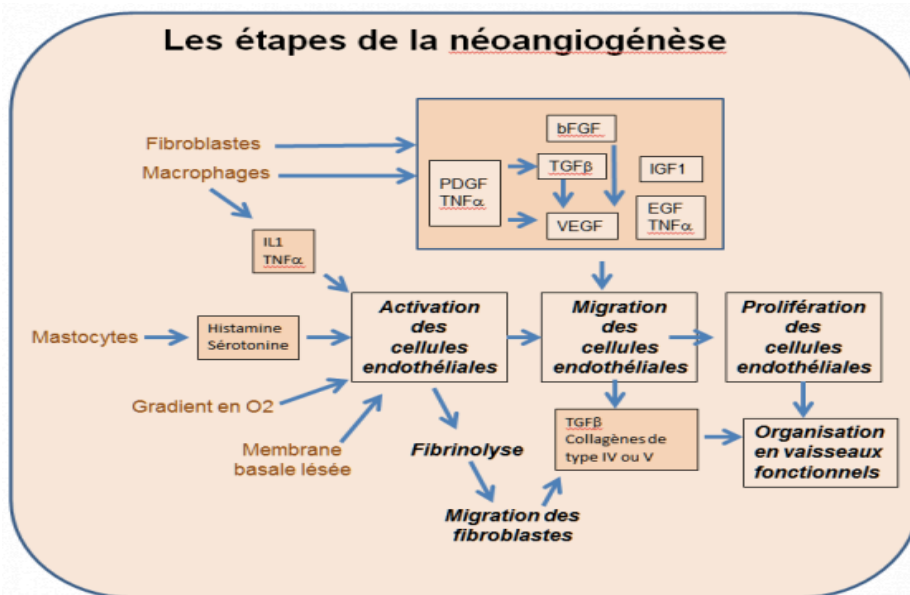 Les étapes de la néoangiogénèse
Fibroblastes
Macrophages
bFGF
TGFβ
IGF1
PDGF
TNFα
VEGF
EGF
TNFα
IL1
TNFα
Mastocytes
Histamine
Sérotonine
Activation
des
cellules
endothéliales
Migration
des
cellules
endothéliales
Prolifération
des
cellules
endothéliales
Gradient en O2
Membrane
basale lésée
Fibrinolyse
Migration des
fibroblastes
TGFβ
Collagènes de
type IV ou V
Organisation
en vaisseaux
fonctionnels